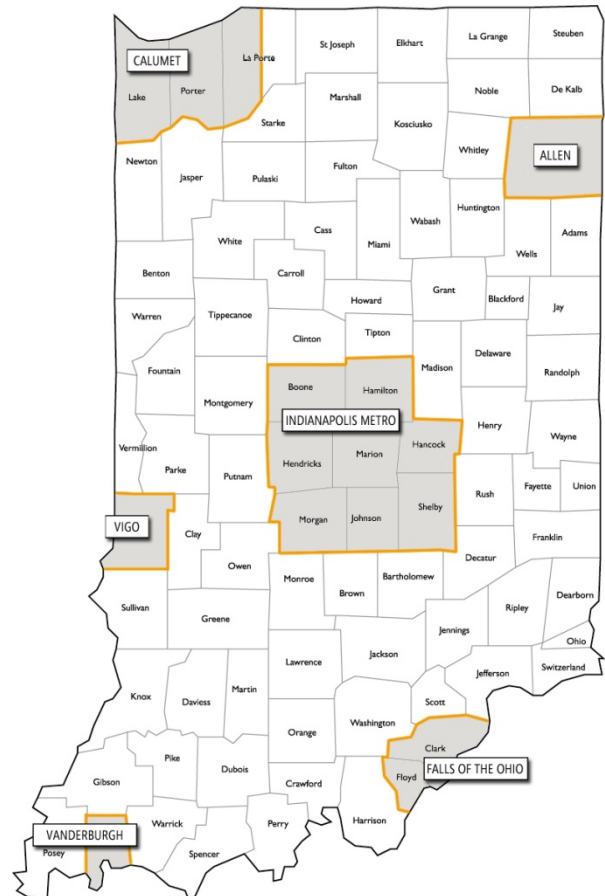 Steuben
La Grange
Elkhart
St Joseph
CALUMET
La Porte
Lake
Porter
Noble
De Kalb
Marshall
Starke
Kosciusko
Whitley
ALLEN
Newton
Jasper
Pulaski
Fulton
Huntington
Wabash
Cass
White
Miami
Adams
Wells
Benton
Carroll
Grant
Howard
Blackford
Jay
Warren
Tippecanoe
Tipton
Clinton
Delaware
Madison
Randolph
Fountain
Boone
Hamilton
Montgomery
INDIANAPOLIS METRO
Henry
Wayne
Hancock
Vermillion
Marion
Hendricks
Parke
Putnam
Rush
Fayette
Union
Shelby
Morgan
Johnson
VIGO
Clay
Franklin
Decatur
Owen
Monroe
Bartholomew
Brown
Dearborn
Ripley
Sullivan
Greene
Jennings
Ohio
Jackson
Lawrence
Switzerland
Jefferson
Knox
Daviess
Martin
Scott
Washington
Orange
Clark
Pike
Dubois
FALLS OF THE OHIO
Floyd
Gibson
Crawford
Harrison
Warrick
Perry
VANDERBURGH
Posey
Spencer